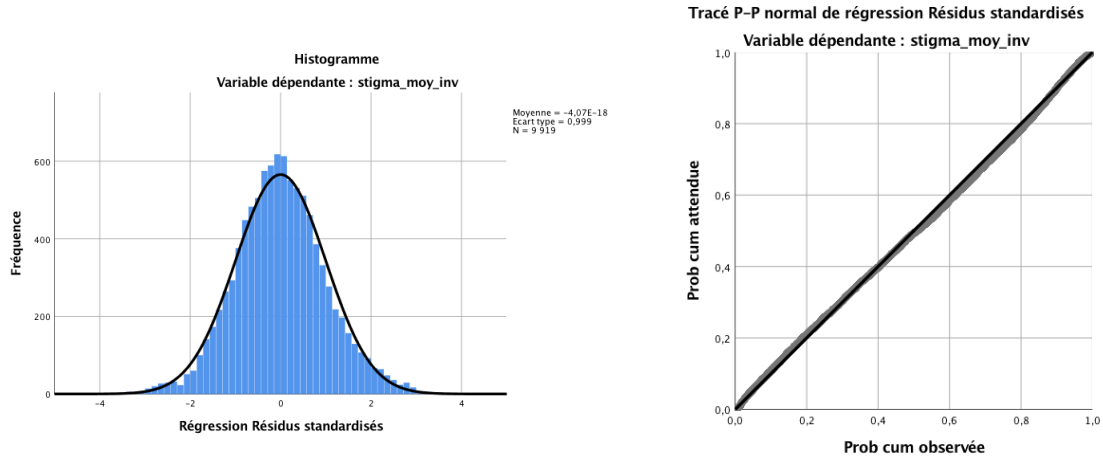 Histogramme
Variable dépendante : stigma_moy_inv
Moyenne = -4,07E-18
Ecart type = 0,999
N = 9 919
Fréquence
600
400
200
0
-4
-2
0
2
4
Régression Résidus standardisés
Tracé P-P normal de régression Résidus standardisés
Variable dépendante : stigma_moy_inv
Prob cum attendue
1,0
0,8
0,6
0,4
0,2
0,0
0,0
0,2
0,4
0,6
0,8
1,0
Prob cum observée